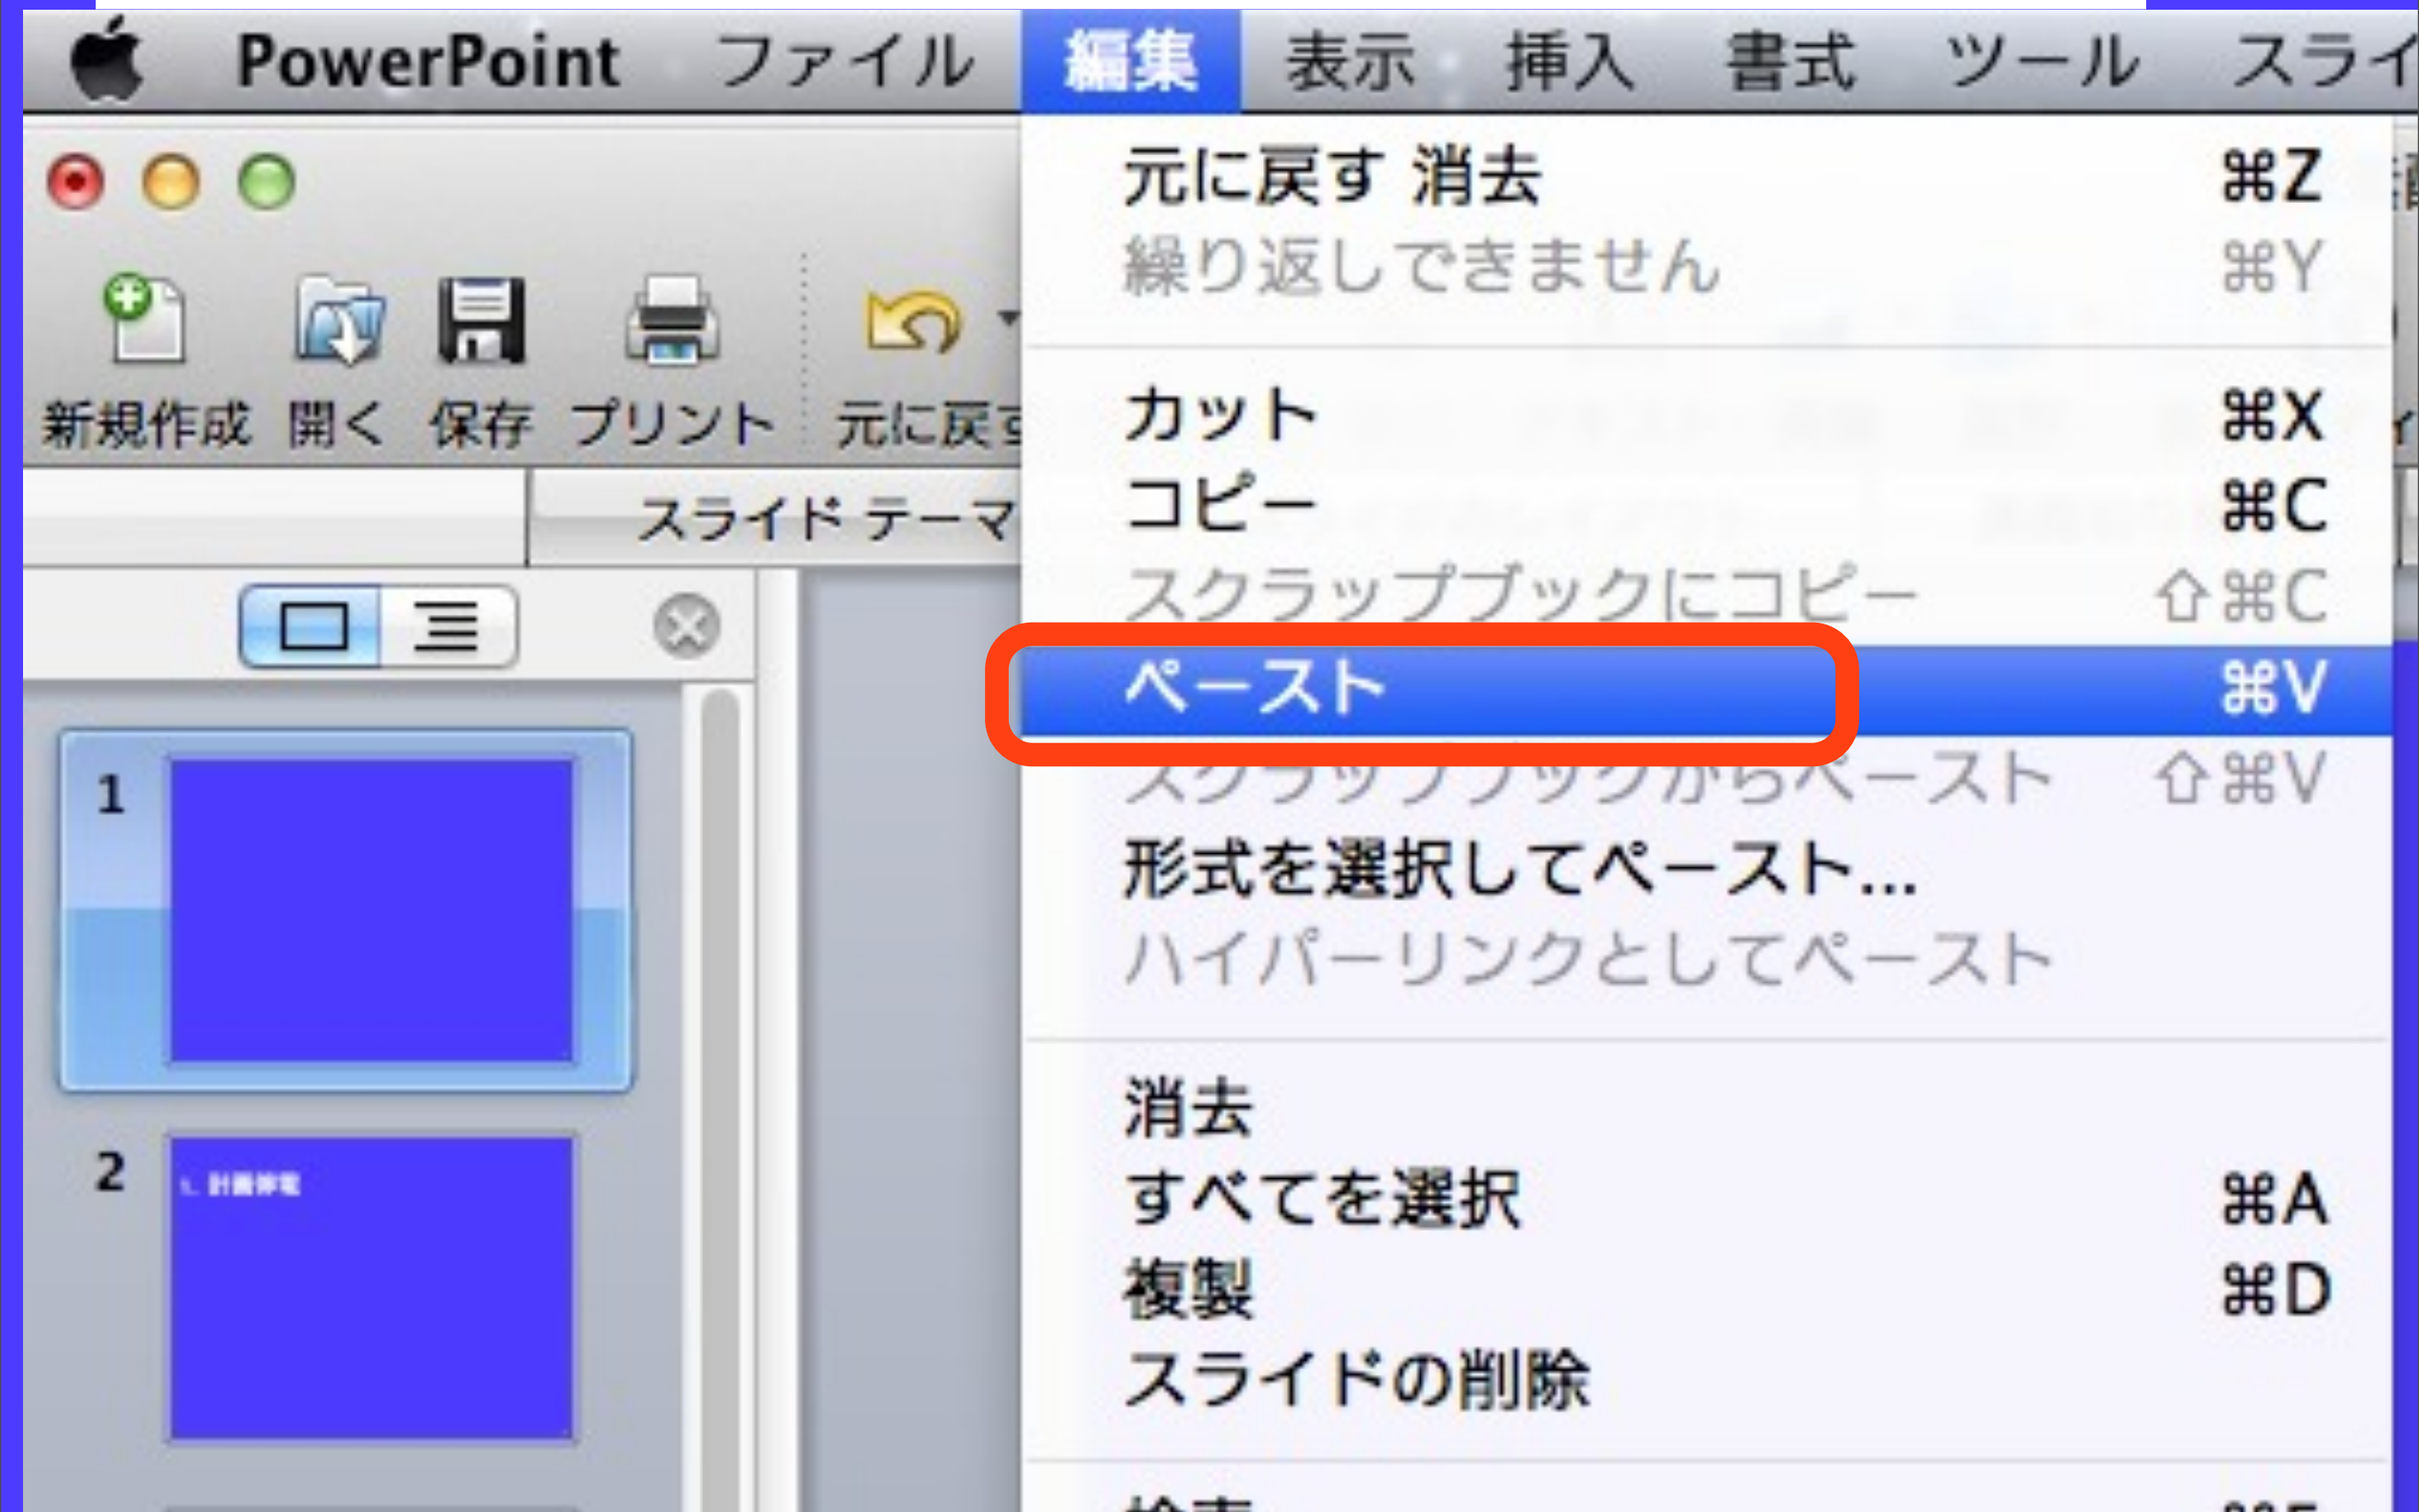 PowerPoint ファイル 編集 表示 挿入 書式 ツール スライ
新規作成 開く 保存 プリント 元に戻す
スライド テーマ
1
2
1. 計画停電
元に戻す 消去 ⌘Z
繰り返しできません ⌘Y
カット ⌘X
コピー ⌘C
スクラップブックにコピー ⇧⌘C
ペースト ⌘V
スクラップブックからペースト ⇧⌘V
形式を選択してペースト...
ハイパーリンクとしてペースト
消去
すべてを選択 ⌘A
複製 ⌘D
スライドの削除